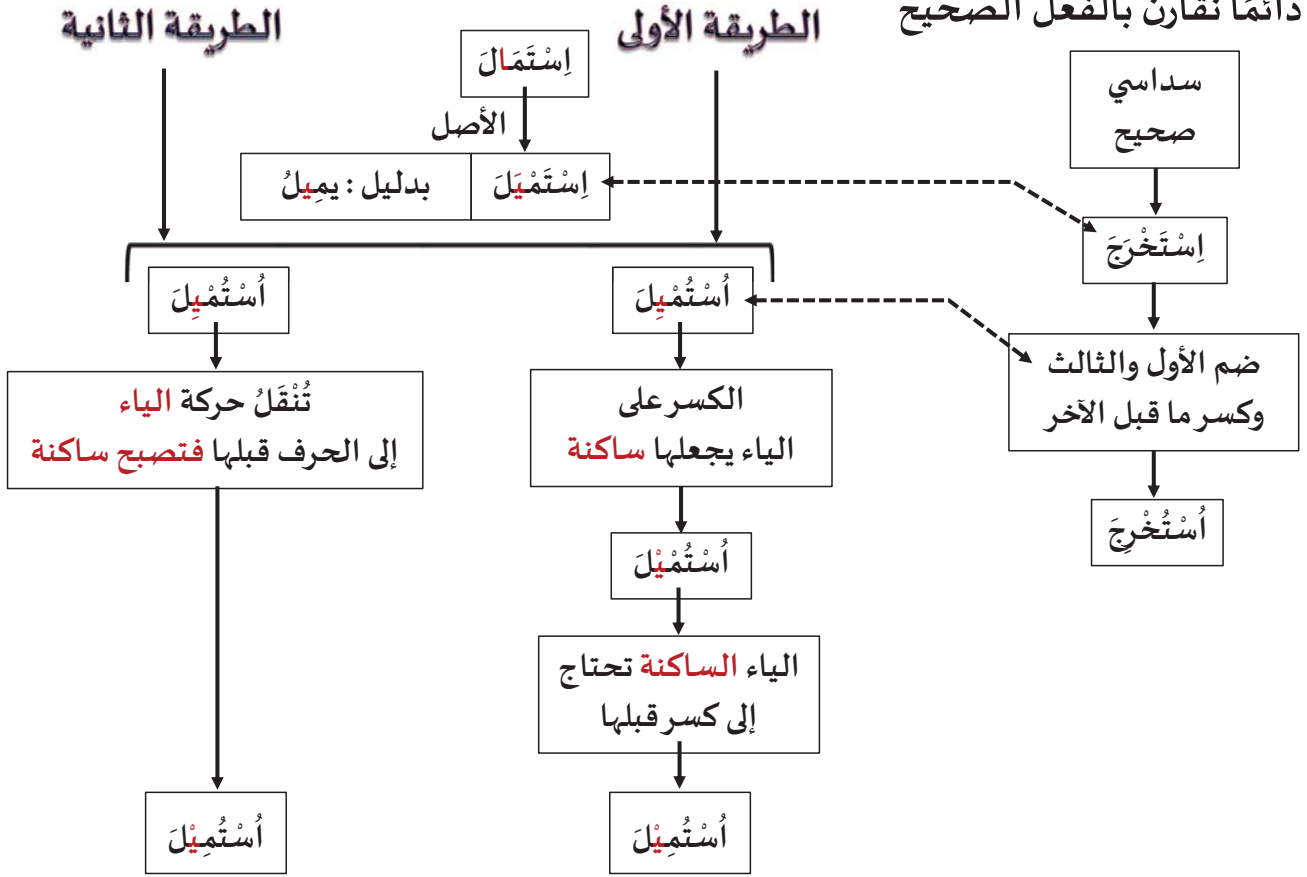 دائمًا نقارن بالفعل الصحيح
سداسي
صحيح
اِسْتَخْرَجَ
ضم الأول والثالث
وكسر ما قبل الآخر
اُسْتُخْرِجَ
الطريقة الأولى
الطريقة الثانية
اِسْتَمَالَ
الأصل
اِسْتَمْيَلَ
بدليل : يمِيلُ
اُسْتُمْيِلَ
الكسر على
الياء يجعلها ساكنة
اُسْتُمْيْلَ
الياء الساكنة تحتاج
إلى كسر قبلها
اُسْتُمِيْلَ
اُسْتُمْيِلَ
تُنْقَلُ حركة الياء
إلى الحرف قبلها فتصبح ساكنة
اُسْتُمِيْلَ